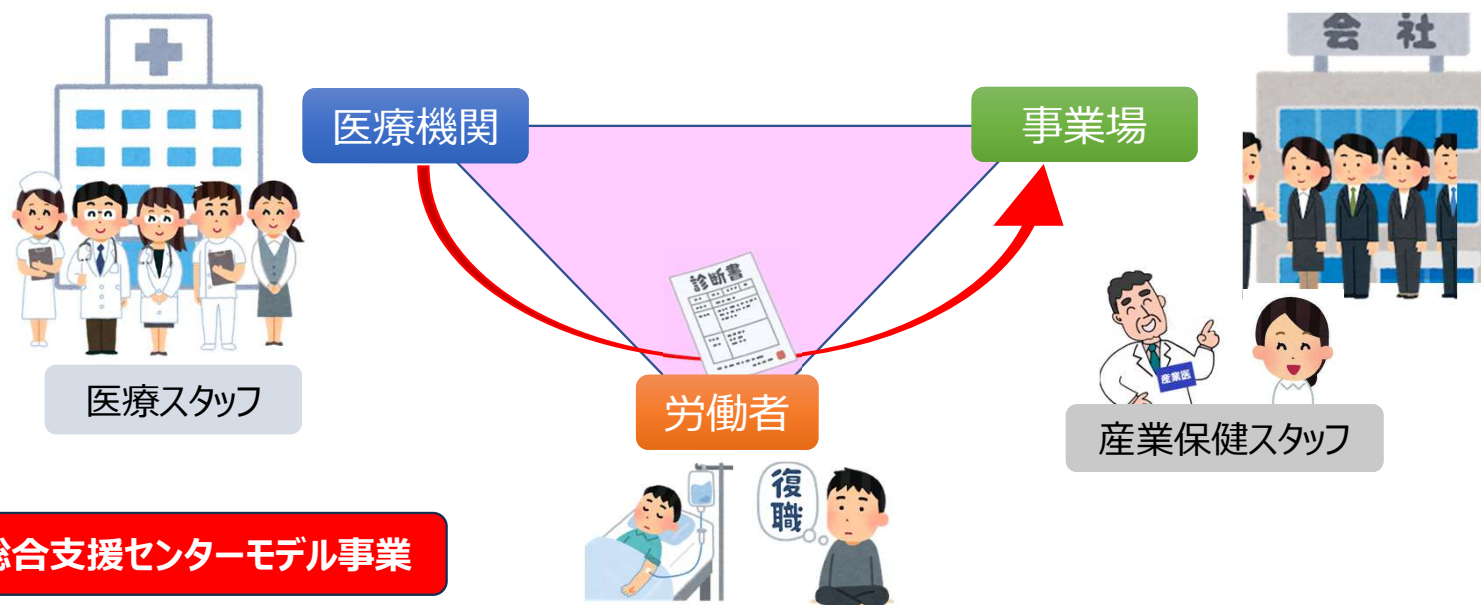 会社
医療機関
事業場
診断書
産業医
医療スタッフ
労働者
産業保健スタッフ
復職
総合支援センターモデル事業